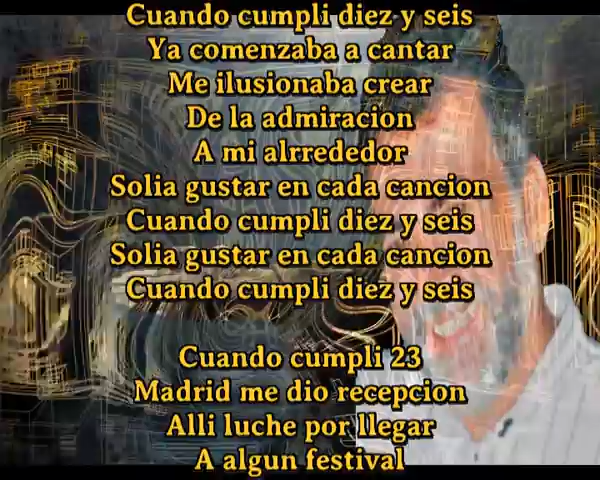 Cuando cumpli diez y seis
Ya comenzaba a cantar
Me ilusionaba crear
De la admiracion
A mi alrrededor
Solia gustar en cada cancion
Cuando cumpli diez y seis
Solia gustar en cada cancion
Cuando cumpli diez y seis
Cuando cumpli 23
Madrid me dio recepcion
Alli luche por llegar
A algun festival